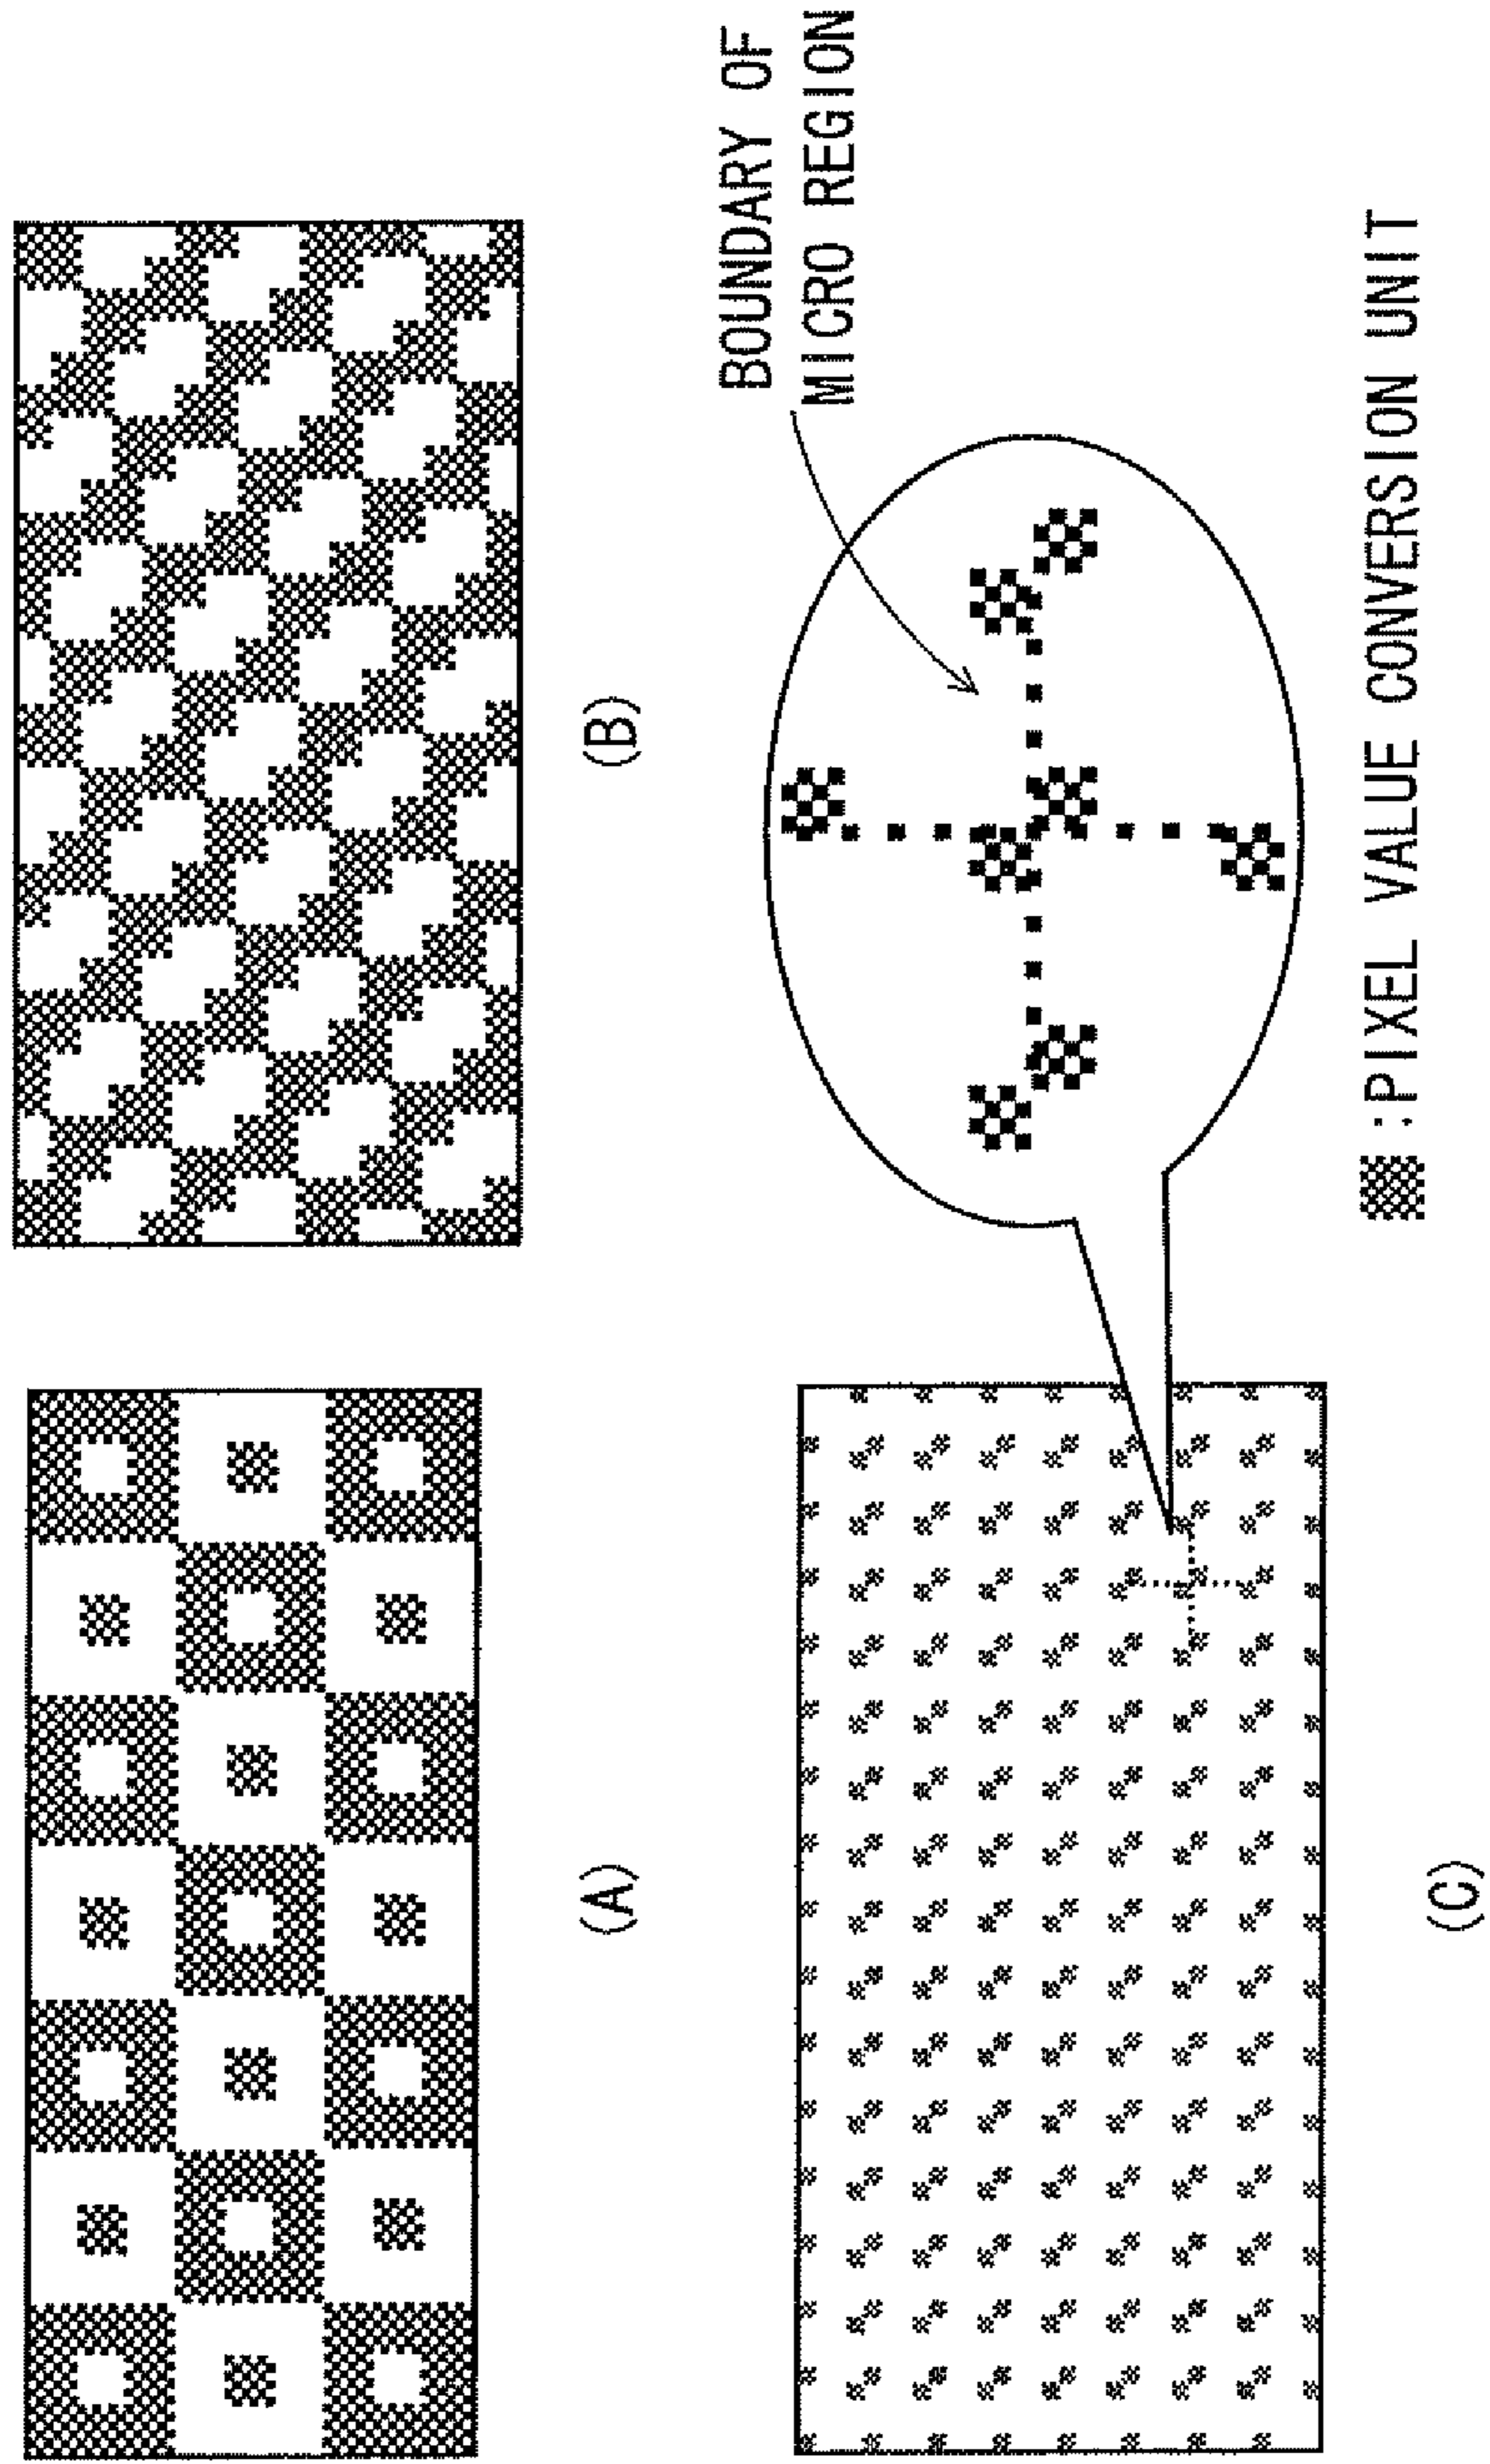 (A)
(B)
BOUNDARY OF
MICRO REGION
(C)
:PIXEL VALUE CONVERSION UNIT